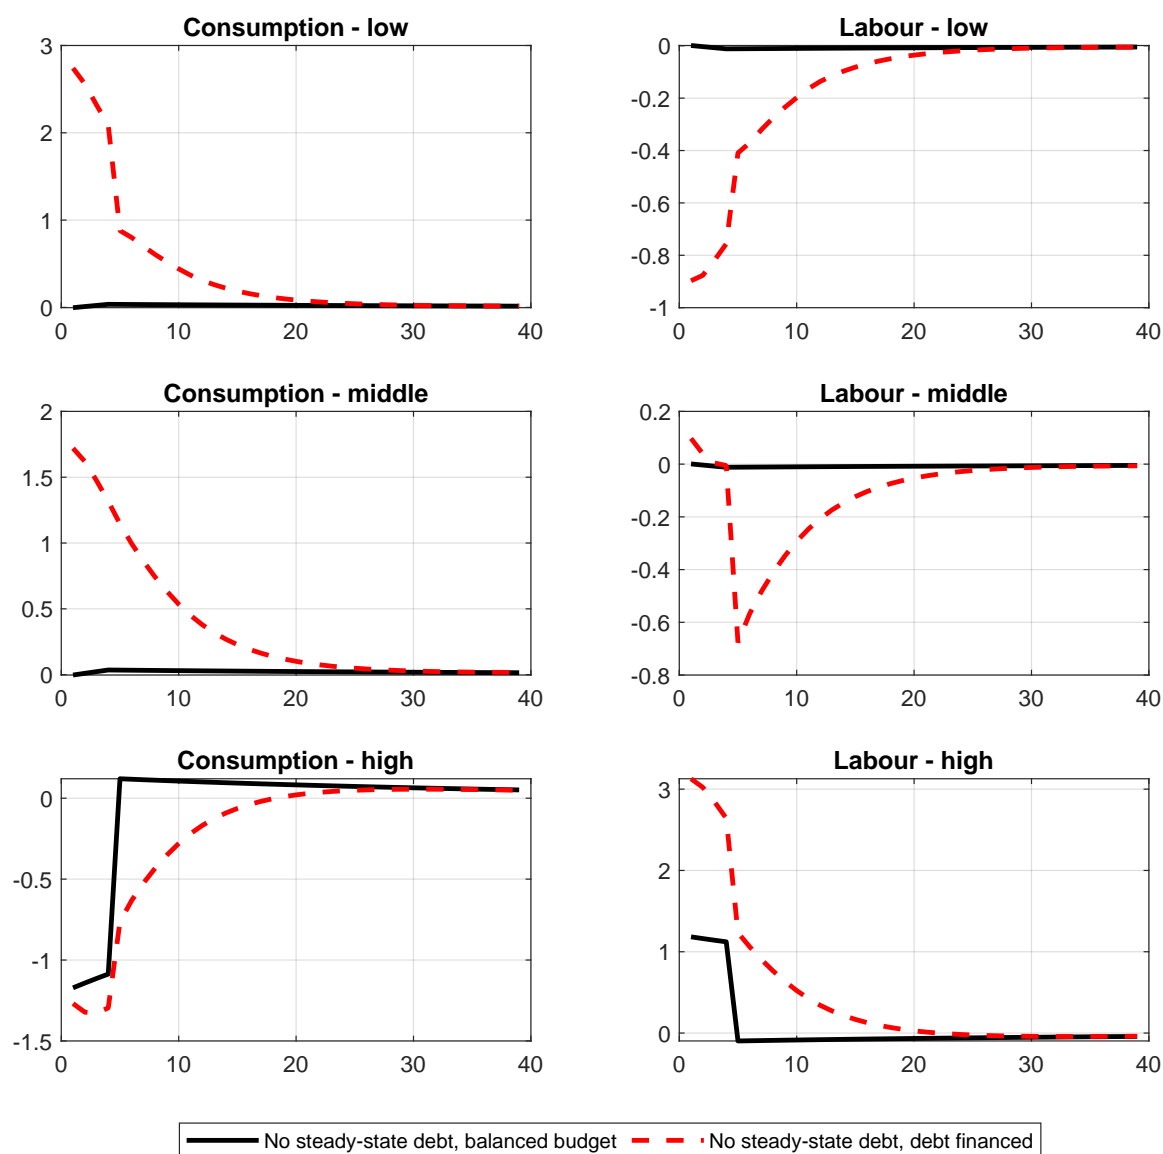 Consumption - low
3
2
1
0
0 10 20 30 40
Labour - low
0
-0.2
-0.4
-0.6
-0.8
-1
0 10 20 30 40
Consumption - middle
2
1.5
1
0.5
0
0 10 20 30 40
Labour - middle
0.2
0
-0.2
-0.4
-0.6
-0.8
0 10 20 30 40
Consumption - high
0
-0.5
-1
-1.5
0 10 20 30 40
Labour - high
3
2
1
0
0 10 20 30 40
No steady-state debt, balanced budget No steady-state debt, debt financed